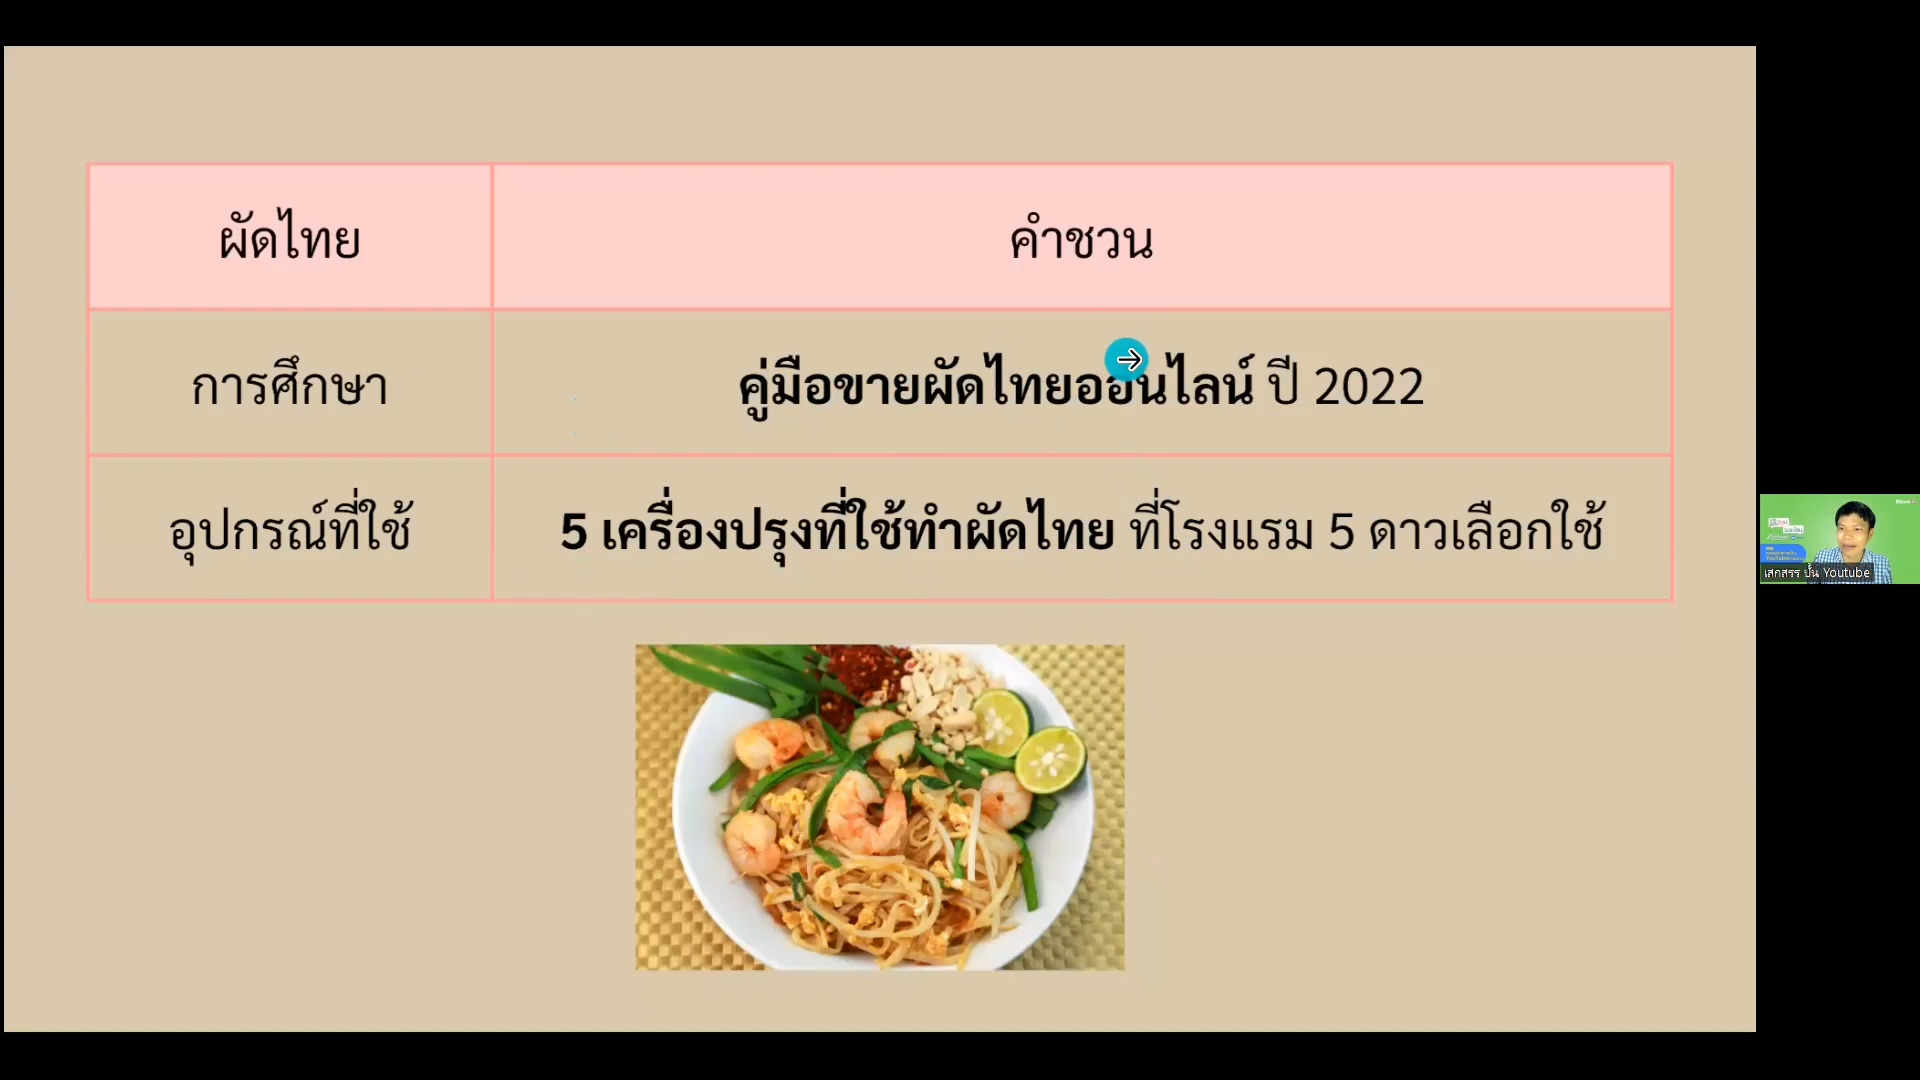 ผัดไทย
คำชวน
การศึกษา
คู่มือขายผัดไทยออนไลน์ ปี 2022
อุปกรณ์ที่ใช้
5 เครื่องปรุงที่ใช้ทำผัดไทย ที่โรงแรม 5 ดาวเลือกใช้
เสกสรร ปั้น Youtube